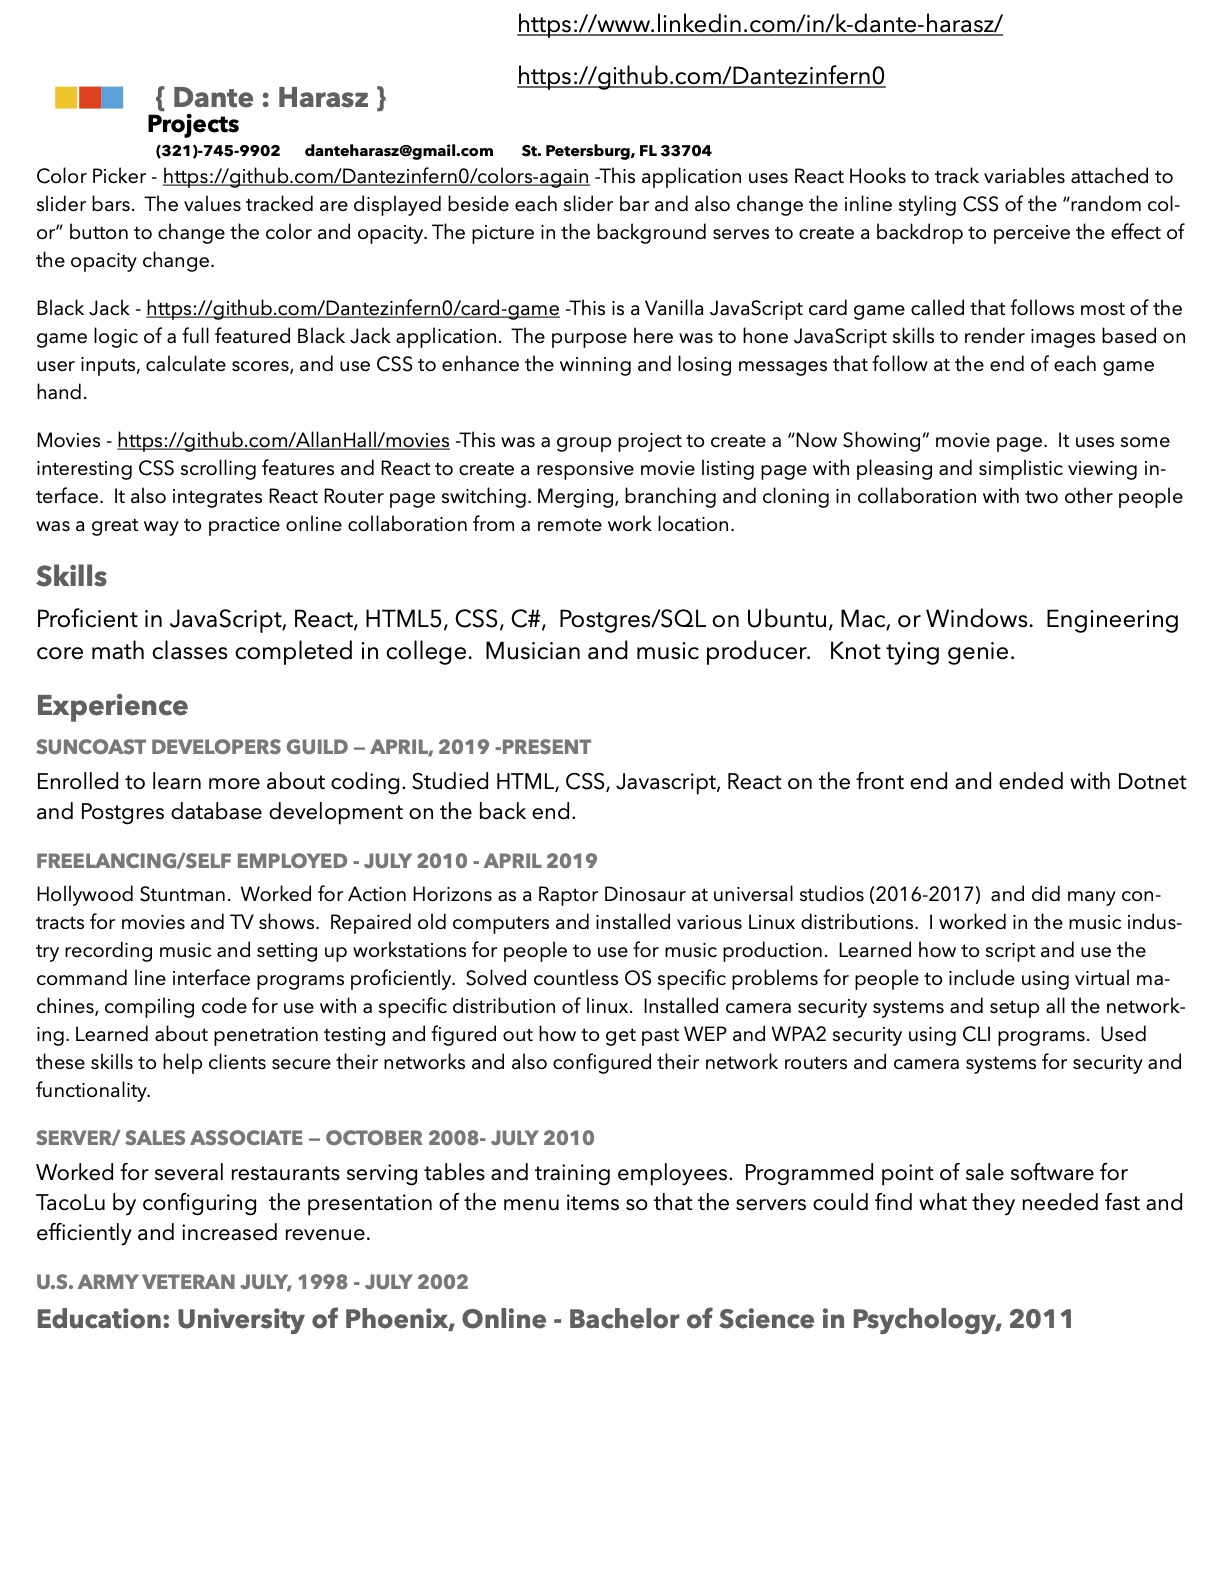 https://www.linkedin.com/in/k-dante-harasz/
https://github.com/Dantezinfern0
{ Dante : Harasz }
Projects
(321)-745-9902 danteharasz@gmail.com St. Petersburg, FL 33704
Color Picker - https://github.com/Dantezinfern0/colors-again -This application uses React Hooks to track variables attached to
slider bars. The values tracked are displayed beside each slider bar and also change the inline styling CSS of the “random col-
or” button to change the color and opacity. The picture in the background serves to create a backdrop to perceive the effect of
the opacity change.
Black Jack - https://github.com/Dantezinfern0/card-game -This is a Vanilla JavaScript card game called that follows most of the
game logic of a full featured Black Jack application. The purpose here was to hone JavaScript skills to render images based on
user inputs, calculate scores, and use CSS to enhance the winning and losing messages that follow at the end of each game
hand.
Movies - https://github.com/AllanHall/movies -This was a group project to create a “Now Showing” movie page. It uses some
interesting CSS scrolling features and React to create a responsive movie listing page with pleasing and simplistic viewing in-
terface. It also integrates React Router page switching. Merging, branching and cloning in collaboration with two other people
was a great way to practice online collaboration from a remote work location.
Skills
Proficient in JavaScript, React, HTML5, CSS, C#, Postgres/SQL on Ubuntu, Mac, or Windows. Engineering
core math classes completed in college. Musician and music producer. Knot tying genie.
Experience
SUNCOAST DEVELOPERS GUILD — APRIL, 2019 -PRESENT
Enrolled to learn more about coding. Studied HTML, CSS, Javascript, React on the front end and ended with Dotnet
and Postgres database development on the back end.
FREELANCING/SELF EMPLOYED - JULY 2010 - APRIL 2019
Hollywood Stuntman. Worked for Action Horizons as a Raptor Dinosaur at universal studios (2016-2017) and did many con-
tracts for movies and TV shows. Repaired old computers and installed various Linux distributions. I worked in the music indus-
try recording music and setting up workstations for people to use for music production. Learned how to script and use the
command line interface programs proficiently. Solved countless OS specific problems for people to include using virtual ma-
chines, compiling code for use with a specific distribution of linux. Installed camera security systems and setup all the network-
ing. Learned about penetration testing and figured out how to get past WEP and WPA2 security using CLI programs. Used
these skills to help clients secure their networks and also configured their network routers and camera systems for security and
functionality.
SERVER/ SALES ASSOCIATE — OCTOBER 2008- JULY 2010
Worked for several restaurants serving tables and training employees. Programmed point of sale software for
TacoLu by configuring the presentation of the menu items so that the servers could find what they needed fast and
efficiently and increased revenue.
U.S. ARMY VETERAN JULY, 1998 - JULY 2002
Education: University of Phoenix, Online - Bachelor of Science in Psychology, 2011